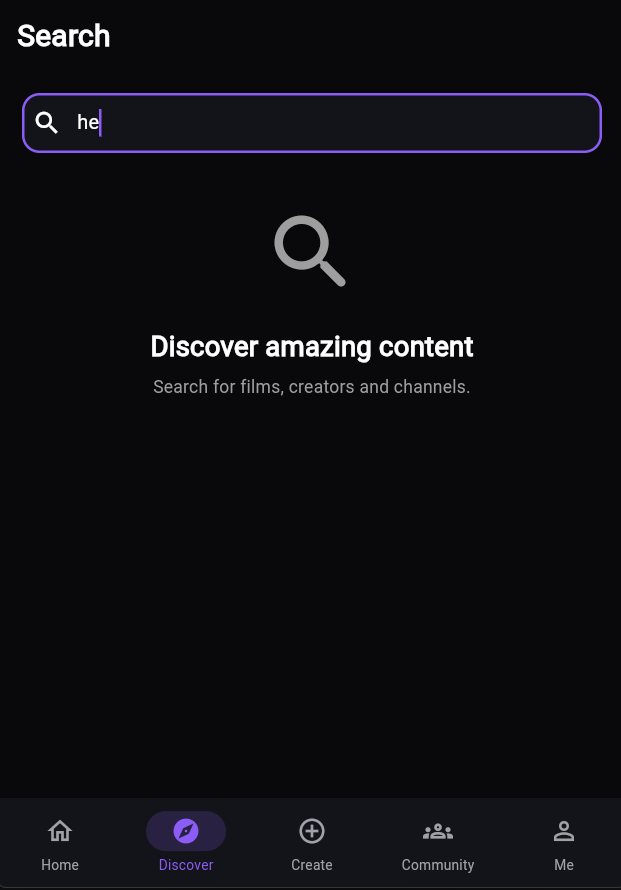 Search
he
Discover amazing content
Search for films, creators and channels.
Home
Discover
Create
Community
Me